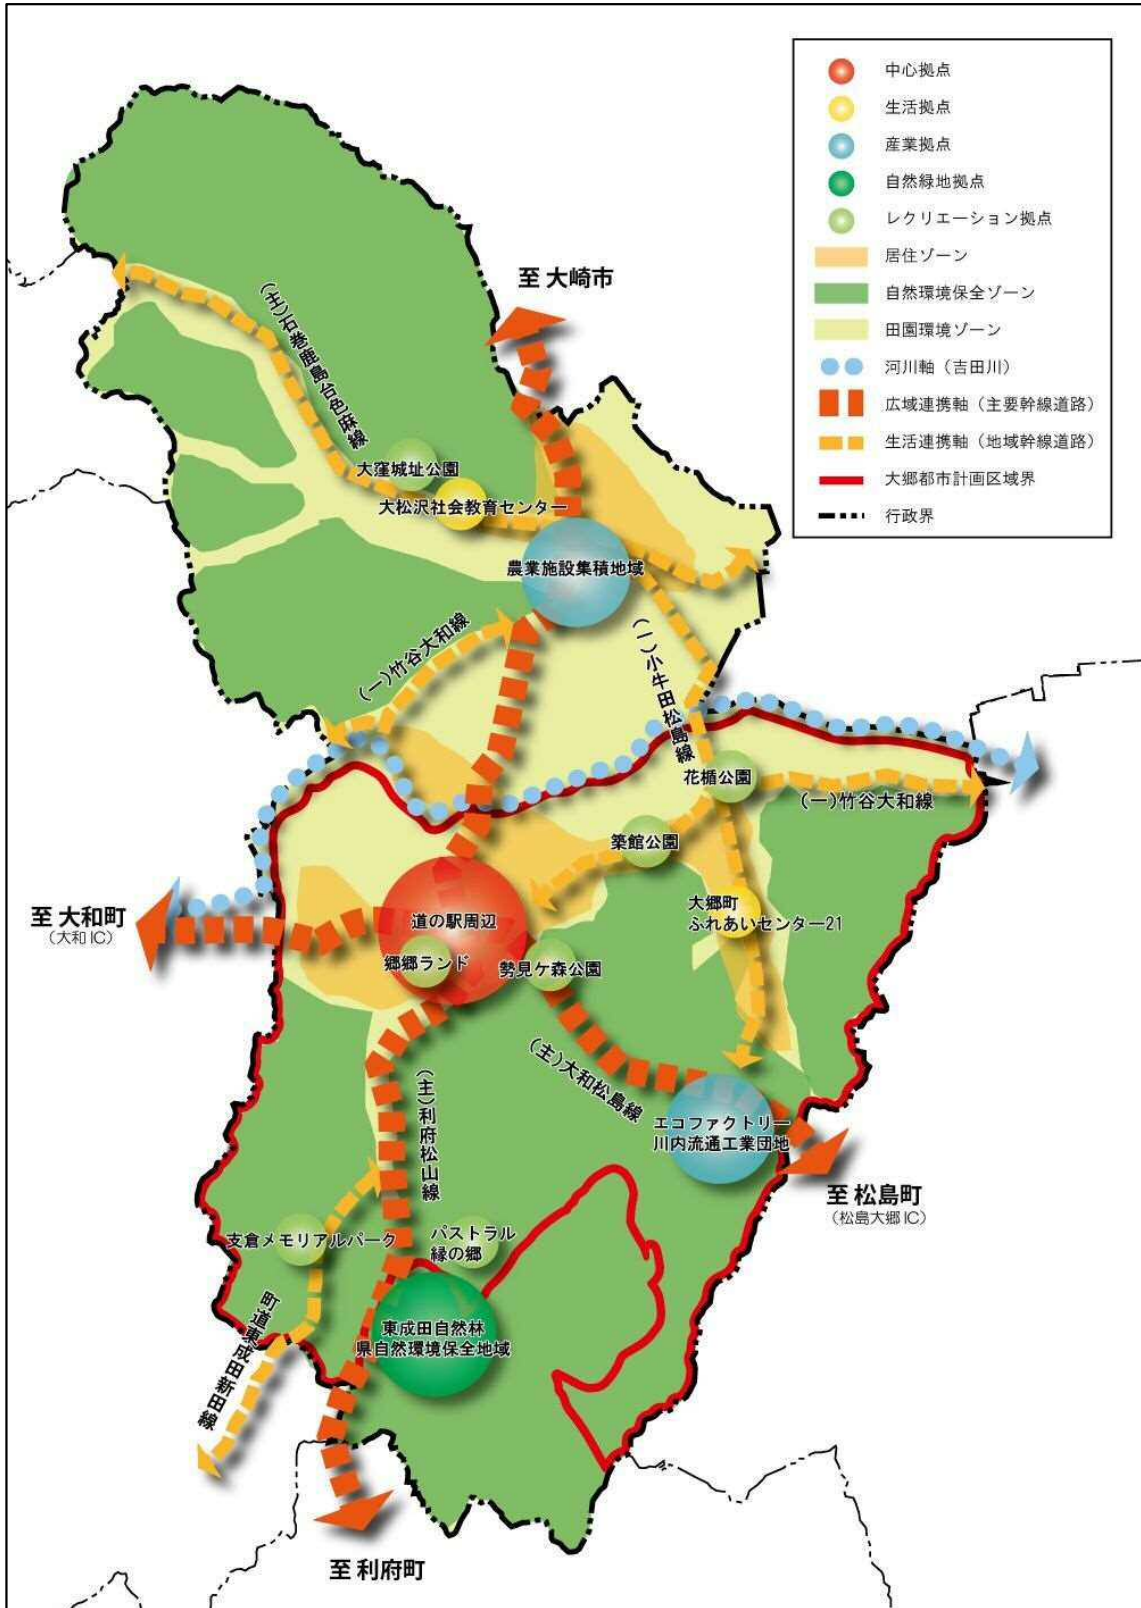 中心拠点
生活拠点
産業拠点
自然緑地拠点
レクリエーション拠点
居住ゾーン
自然環境保全ゾーン
田園環境ゾーン
河川軸（吉田川）
広域連携軸（主要幹線道路）
生活連携軸（地域幹線道路）
大郷都市計画区域界
行政界
至 大崎市
(主)石巻鹿島台色麻線
大窪城址公園
大松沢社会教育センター
農業施設集積地域
(一)竹谷大和線
(一)小牛田松島線
花楯公園
(一)竹谷大和線
築館公園
至 大和町
（大和IC）
道の駅周辺
大郷町
ふれあいセンター21
郷郷ランド
勢見ケ森公園
(主)大和松島線
(主)利府松山線
エコファクトリー
川内流通工業団地
至 松島町
（松島大郷IC）
支倉メモリアルパーク
パストラル
縁の郷
町道東成田新田線
東成田自然林
県自然環境保全地域
至 利府町